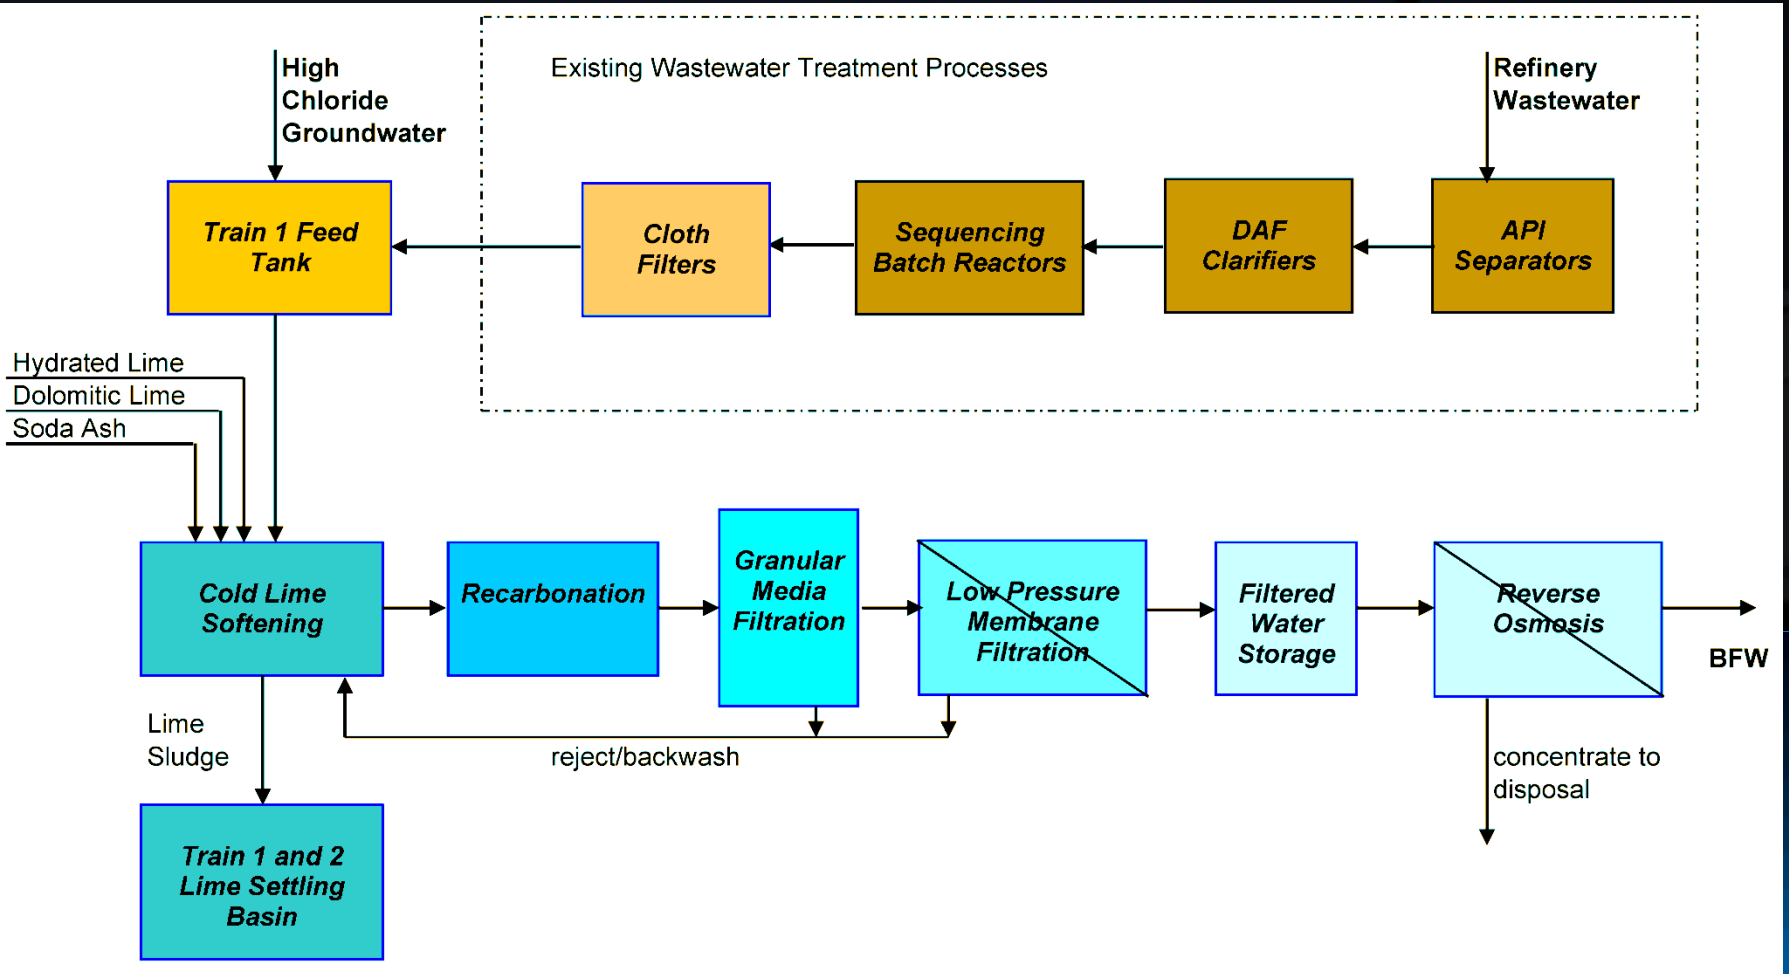 High
Chloride
Groundwater
Existing Wastewater Treatment Processes
Refinery
Wastewater
Train 1 Feed
Tank
Cloth
Filters
Sequencing
Batch Reactors
DAF
Clarifiers
API
Separators
Hydrated Lime
Dolomitic Lime
Soda Ash
Cold Lime
Softening
Recarbonation
Granular
Media
Filtration
Low Pressure
Membrane
Filtration
Filtered
Water
Storage
Reverse
Osmosis
BFW
Lime
Sludge
reject/backwash
concentrate to
disposal
Train 1 and 2
Lime Settling
Basin